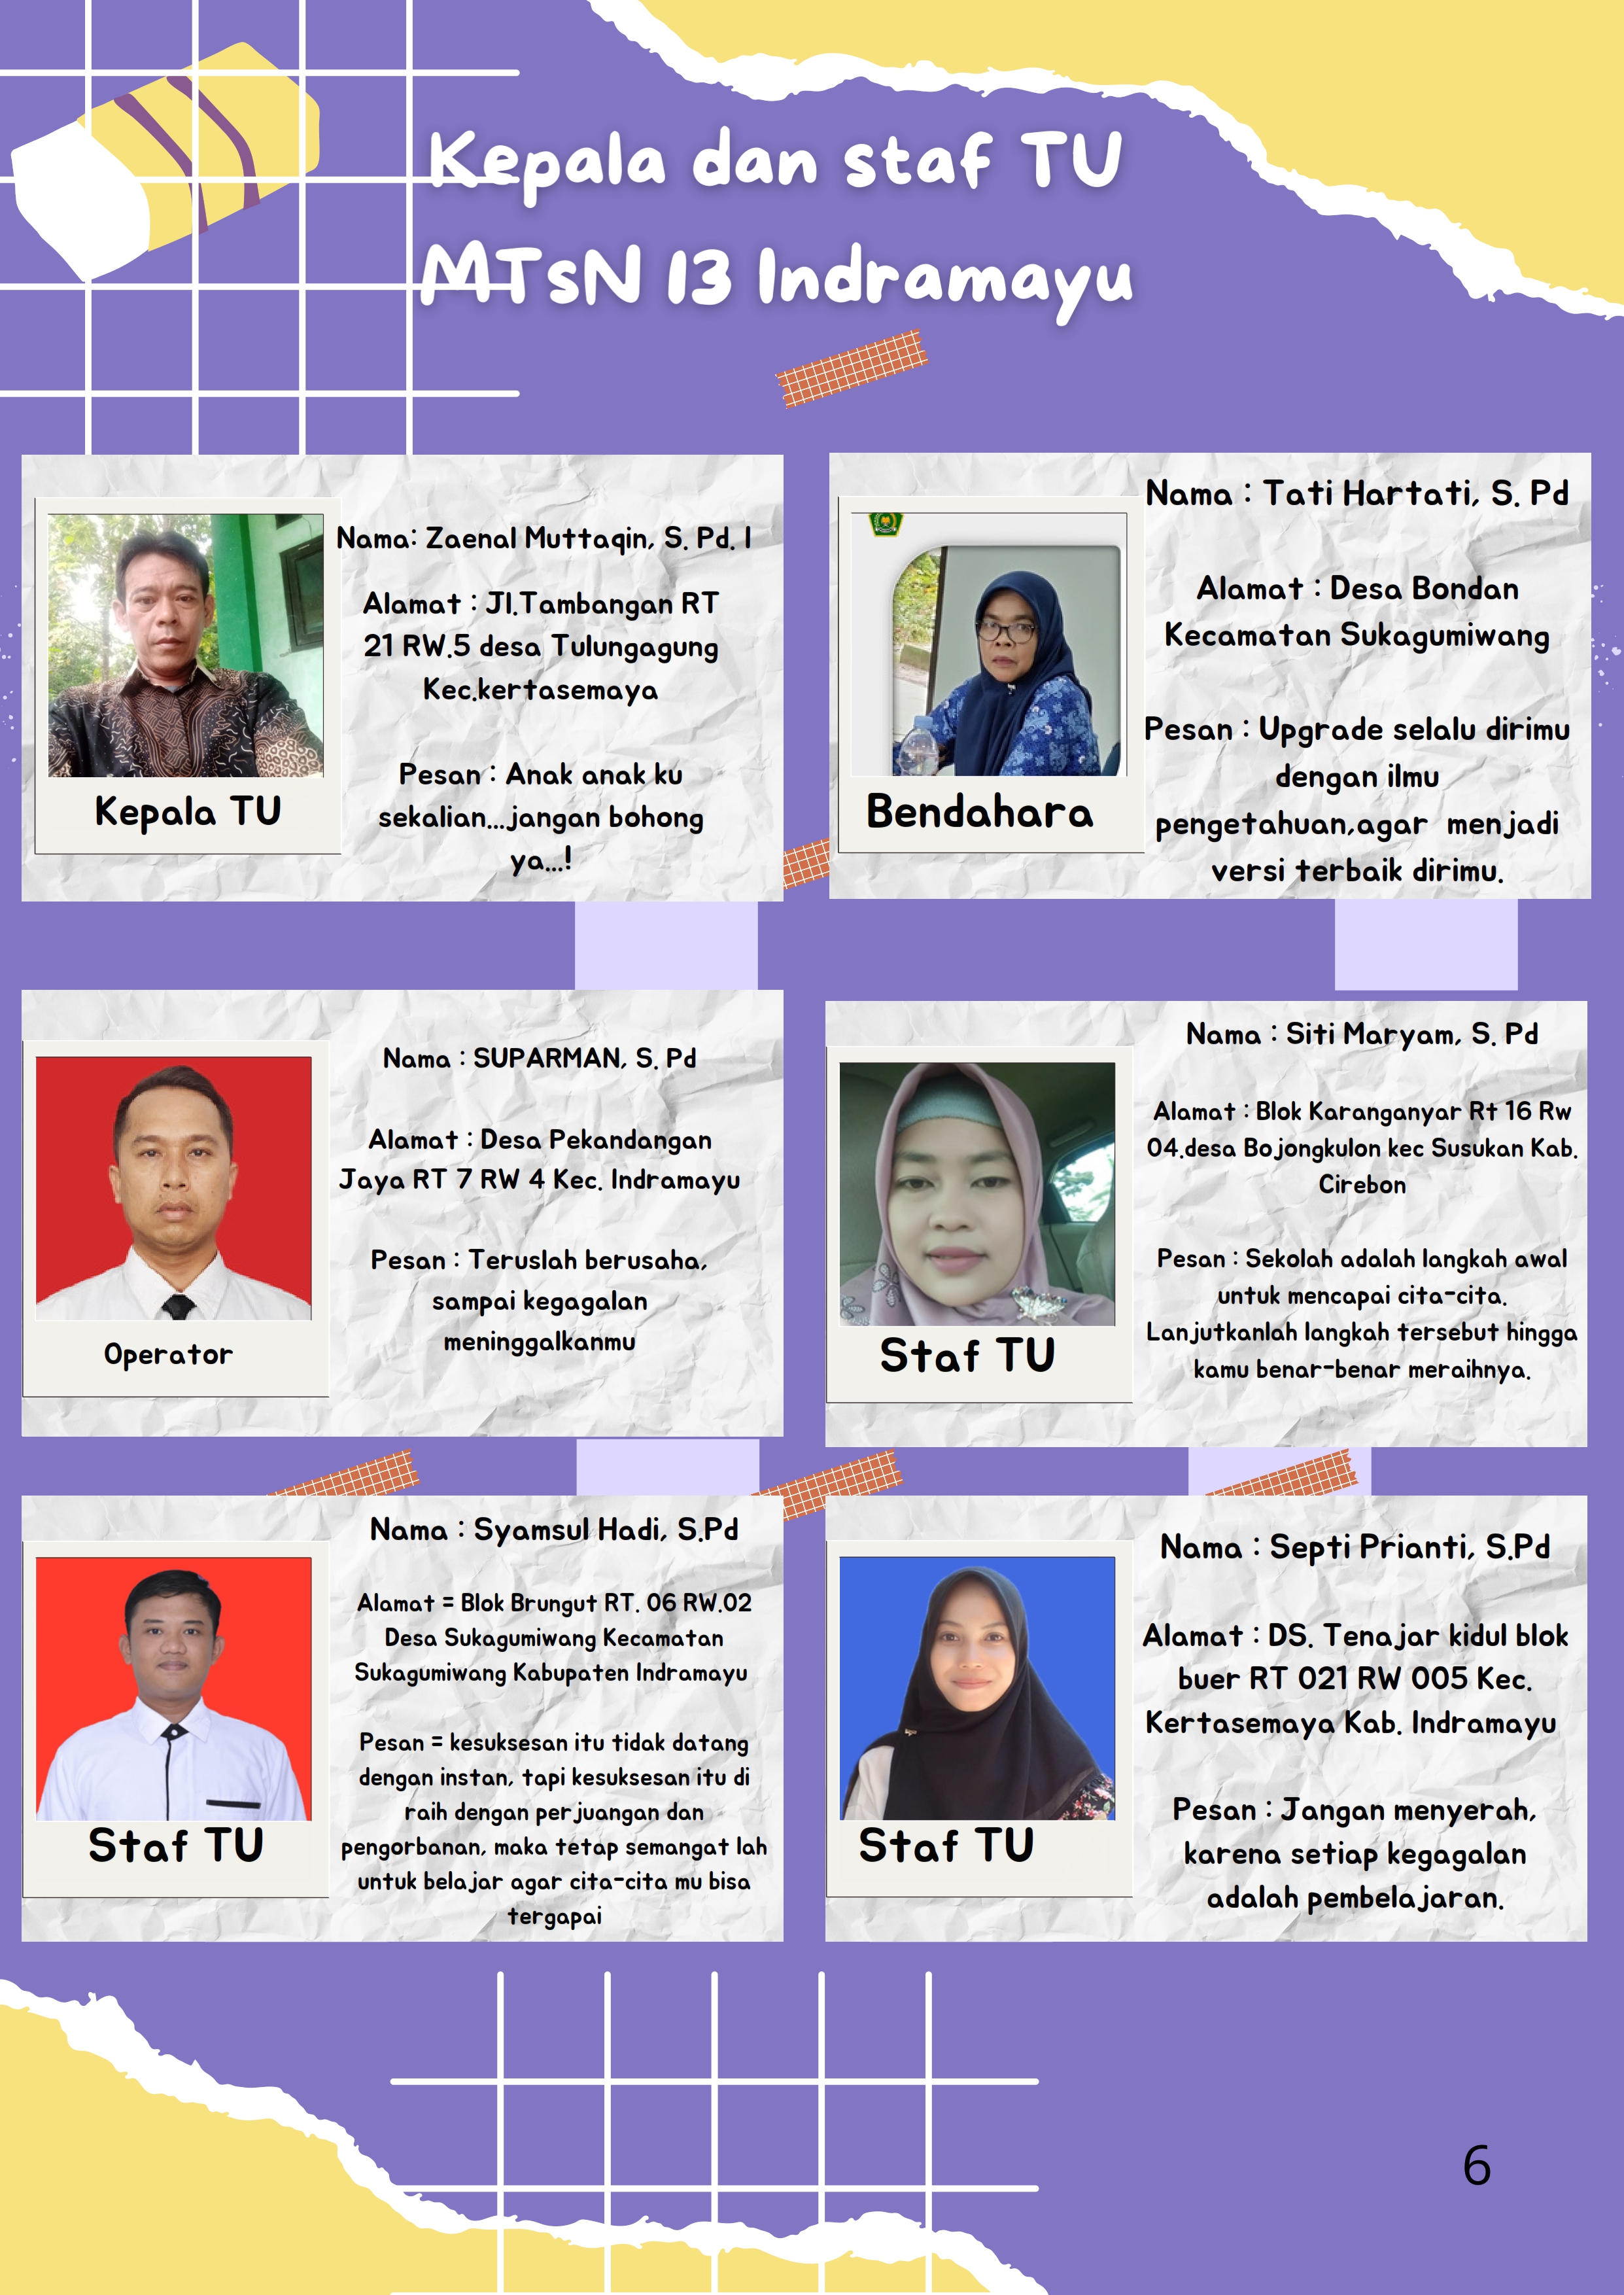 Kepala dan staf TU
MTsN 13 Indramayu
Nama: Zaenal Muttaqin, S. Pd. I
Alamat : Jl.Tambangan RT
21 RW.5 desa Tulungagung
Kec.kertasemaya
Pesan : Anak anak ku
sekalian...jangan bohong
ya...!
Kepala TU
Nama : Tati Hartati, S. Pd
Alamat : Desa Bondan
Kecamatan Sukagumiwang
Pesan : Upgrade selalu dirimu
dengan ilmu
pengetahuan,agar menjadi
versi terbaik dirimu.
Bendahara
Nama : SUPARMAN, S. Pd
Alamat : Desa Pekandangan
Jaya RT 7 RW 4 Kec. Indramayu
Pesan : Teruslah berusaha,
sampai kegagalan
meninggalkanmu
Operator
Nama : Siti Maryam, S. Pd
Alamat : Blok Karanganyar Rt 16 Rw
04.desa Bojongkulon kec Susukan Kab.
Cirebon
Pesan : Sekolah adalah langkah awal
untuk mencapai cita-cita.
Lanjutkanlah langkah tersebut hingga
kamu benar-benar meraihnya.
Staf TU
Nama : Syamsul Hadi, S.Pd
Alamat = Blok Brungut RT. 06 RW.02
Desa Sukagumiwang Kecamatan
Sukagumiwang Kabupaten Indramayu
Pesan = kesuksesan itu tidak datang
dengan instan, tapi kesuksesan itu di
raih dengan perjuangan dan
pengorbanan, maka tetap semangat lah
untuk belajar agar cita-cita mu bisa
tergapai
Staf TU
Nama : Septi Prianti, S.Pd
Alamat : DS. Tenajar kidul blok
buer RT 021 RW 005 Kec.
Kertasemaya Kab. Indramayu
Pesan : Jangan menyerah,
karena setiap kegagalan
adalah pembelajaran.
Staf TU
6